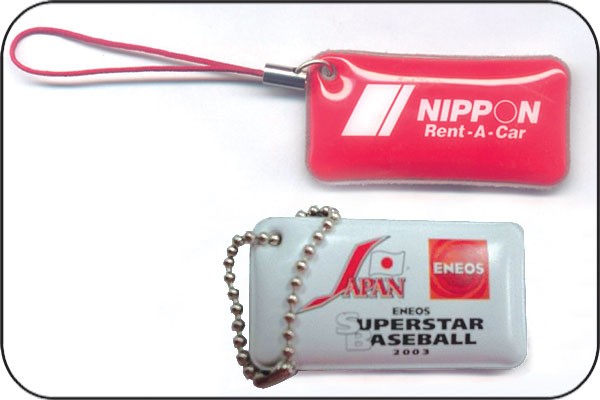 NIPPON
Rent-A-Car
JAPAN
ENEOS
ENEOS
SUPERSTAR
BASEBALL
2003